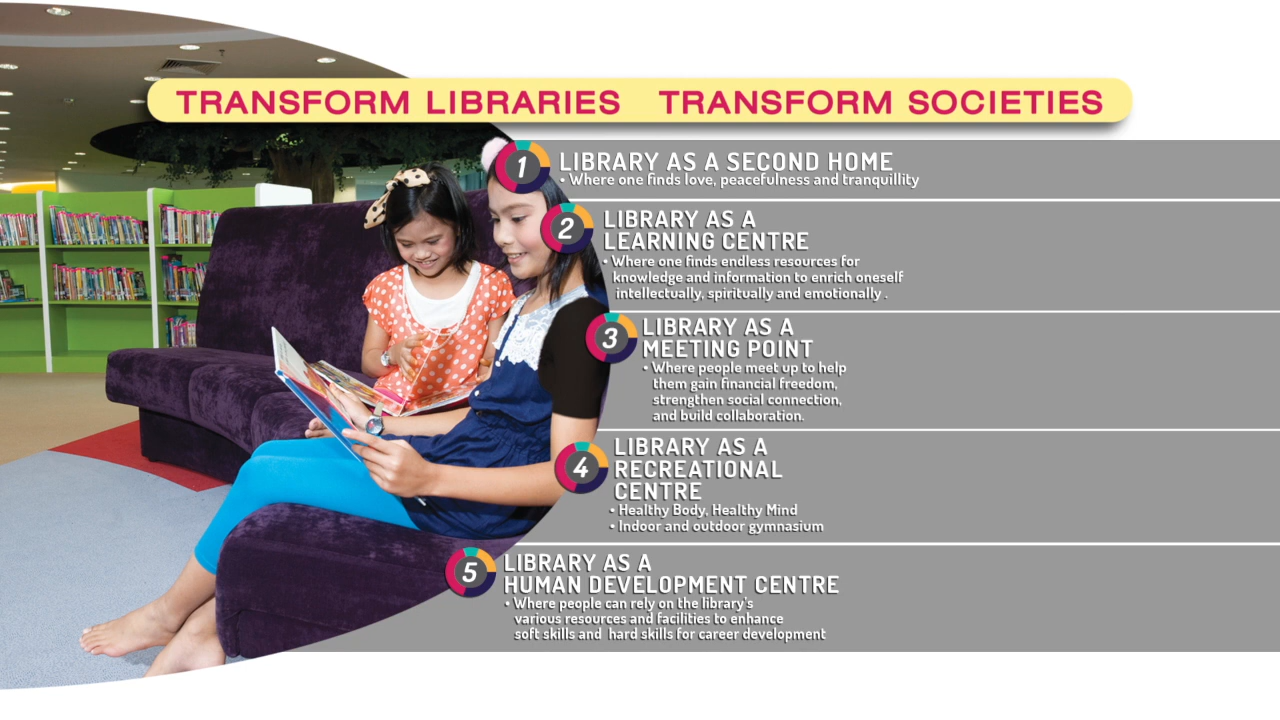 TRANSFORM LIBRARIES TRANSFORM SOCIETIES
1
LIBRARY AS A SECOND HOME
• Where one finds love, peacefulness and tranquillity
2
LIBRARY AS A
LEARNING CENTRE
• Where one finds endless resources for
knowledge and information to enrich oneself
intellectually, spiritually and emotionally .
3
LIBRARY AS A
MEETING POINT
• Where people meet up to help
them gain financial freedom,
strengthen social connection,
and build collaboration.
4
LIBRARY AS A
RECREATIONAL
CENTRE
• Healthy Body, Healthy Mind
• Indoor and outdoor gymnasium
5
LIBRARY AS A
HUMAN DEVELOPMENT CENTRE
• Where people can rely on the library's
various resources and facilities to enhance
soft skills and hard skills for career development